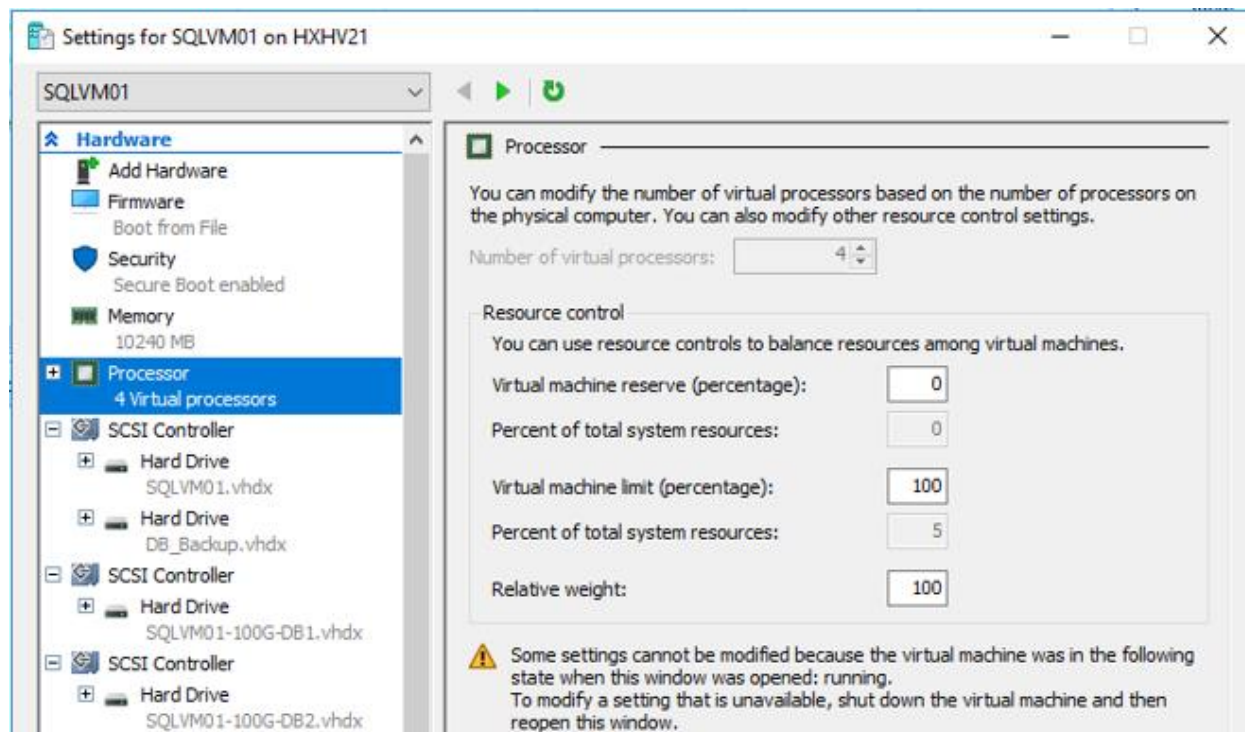 Settings for SQLVM01 on HXHV21
SQLVM01
Hardware
Add Hardware
Firmware
Boot from File
Security
Secure Boot enabled
Memory
10240 MB
Processor
4 Virtual processors
SCSI Controller
Hard Drive
SQLVM01.vhdx
Hard Drive
DB_Backup.vhdx
SCSI Controller
Hard Drive
SQLVM01-100G-DB1.vhdx
SCSI Controller
Hard Drive
SQLVM01-100G-DB2.vhdx
Processor
You can modify the number of virtual processors based on the number of processors on
the physical computer. You can also modify other resource control settings.
Number of virtual processors: 4
Resource control
You can use resource controls to balance resources among virtual machines.
Virtual machine reserve (percentage): 0
Percent of total system resources: 0
Virtual machine limit (percentage): 100
Percent of total system resources: 5
Relative weight: 100
Some settings cannot be modified because the virtual machine was in the following
state when this window was opened: running.
To modify a setting that is unavailable, shut down the virtual machine and then
reopen this window.